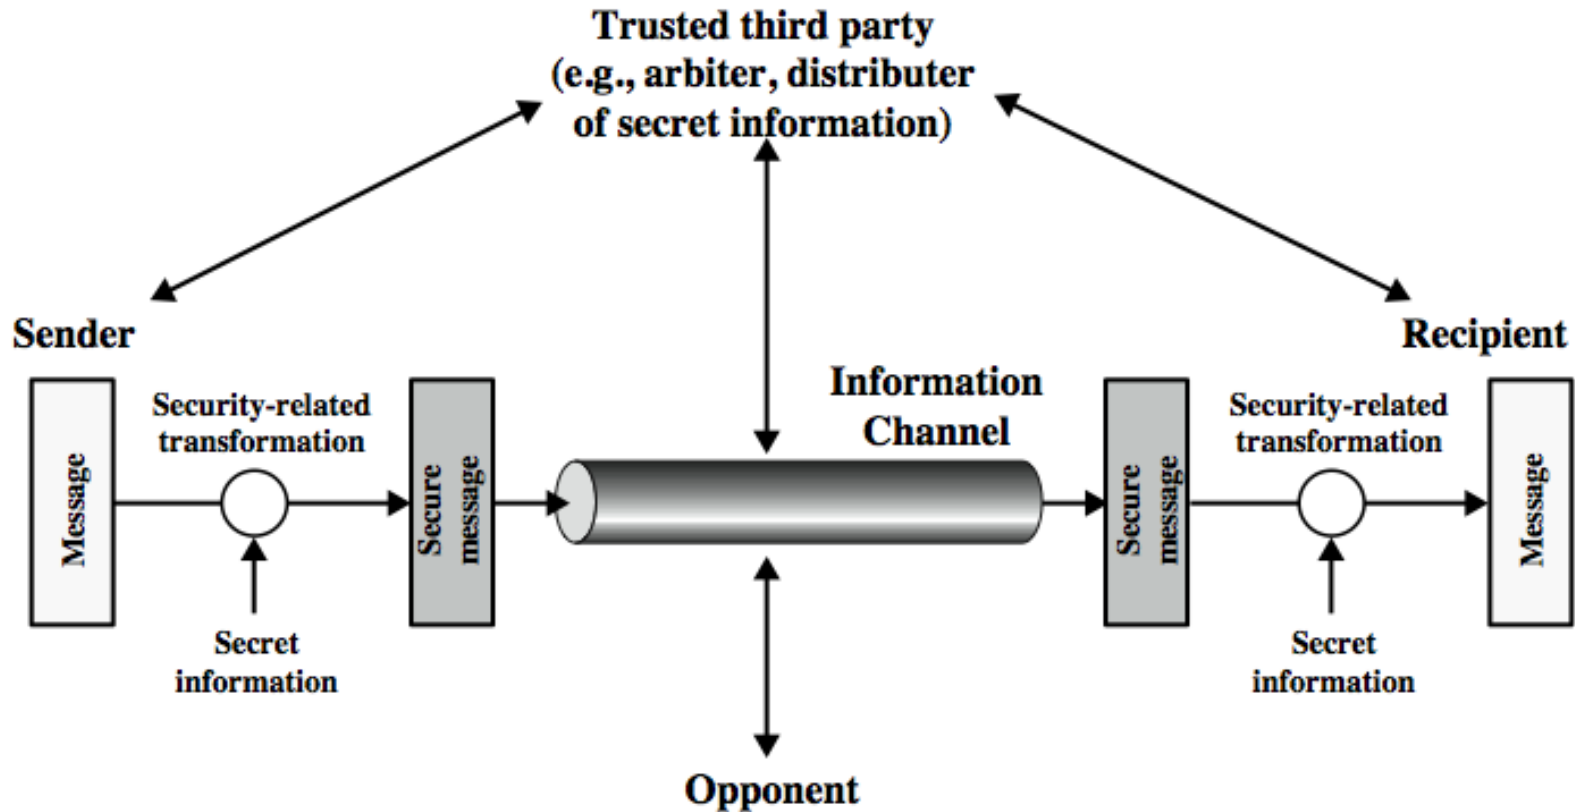 Trusted third party
(e.g., arbiter, distributer
of secret information)
Sender
Recipient
Information
Channel
Security-related
transformation
Security-related
transformation
Message
Secure
message
Secure
message
Message
Secret
information
Secret
information
Opponent